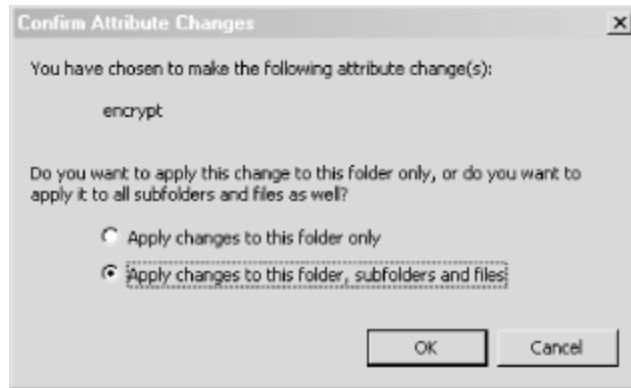 Confirm Attribute Changes
You have chosen to make the following attribute change(s):
encrypt
Do you want to apply this change to this folder only, or do you want to
apply it to all subfolders and files as well?
Apply changes to this folder only
Apply changes to this folder, subfolders and files
OK Cancel